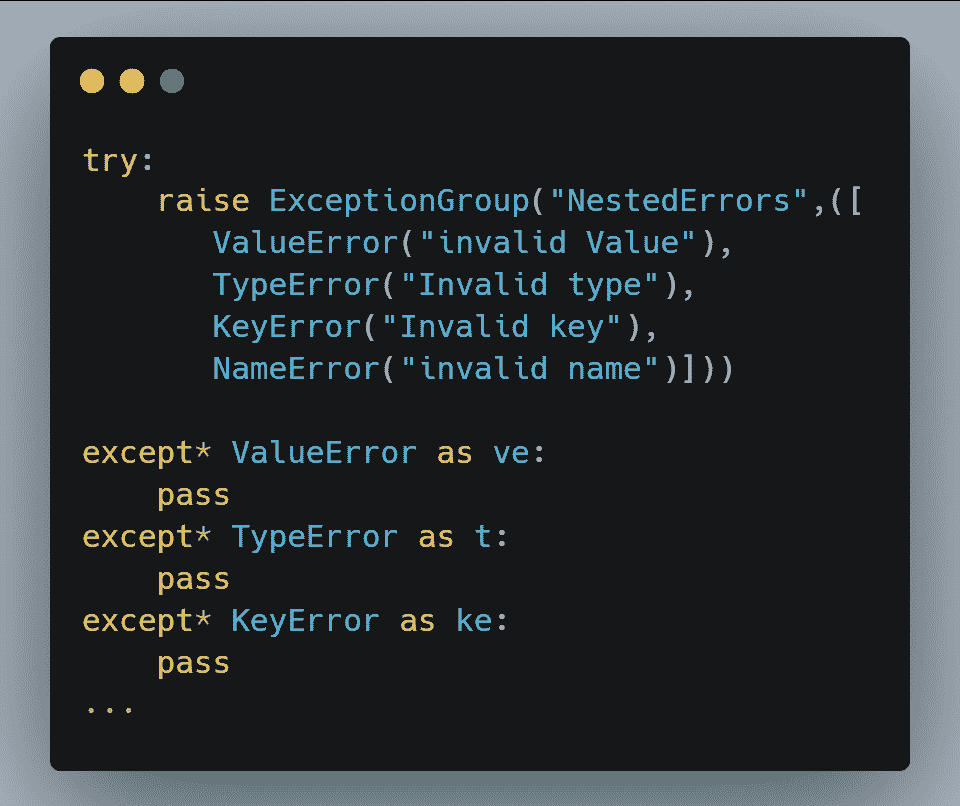 try:
    raise ExceptionGroup("NestedErrors",([
       ValueError("invalid Value"),
       TypeError("Invalid type"),
       KeyError("Invalid key"),
       NameError("invalid name")]))
except* ValueError as ve:
    pass
except* TypeError as t:
    pass
except* KeyError as ke:
    pass
...